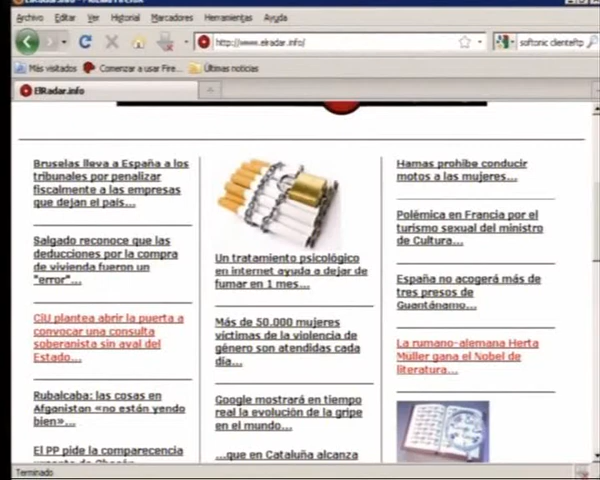 Archivo Editar Ver Historial Marcadores Herramientas Ayuda
http://www.elradar.info/
softonic clienteftp
Más visitados Comenzar a usar Fire... Últimas noticias
ElRadar.info
Bruselas lleva a España a los
tribunales por penalizar
fiscalmente a las empresas
que dejan el país...
Salgado reconoce que las
deducciones por la compra
de vivienda fueron un
"error"...
CiU plantea abrir la puerta a
convocar una consulta
soberanista sin aval del
Estado...
Rubalcaba: las cosas en
Afganistan «no están yendo
bien»...
El PP pide la comparecencia
Un tratamiento psicológico
en internet ayuda a dejar de
fumar en 1 mes...
Más de 50.000 mujeres
víctimas de la violencia de
género son atendidas cada
día...
Google mostrará en tiempo
real la evolución de la gripe
en el mundo...
...que en Cataluña alcanza
Hamas prohibe conducir
motos a las mujeres...
Polémica en Francia por el
turismo sexual del ministro
de Cultura...
España no acogerá más de
tres presos de
Guantánamo...
La rumano-alemana Herta
Müller gana el Nobel de
literatura...
Terminado